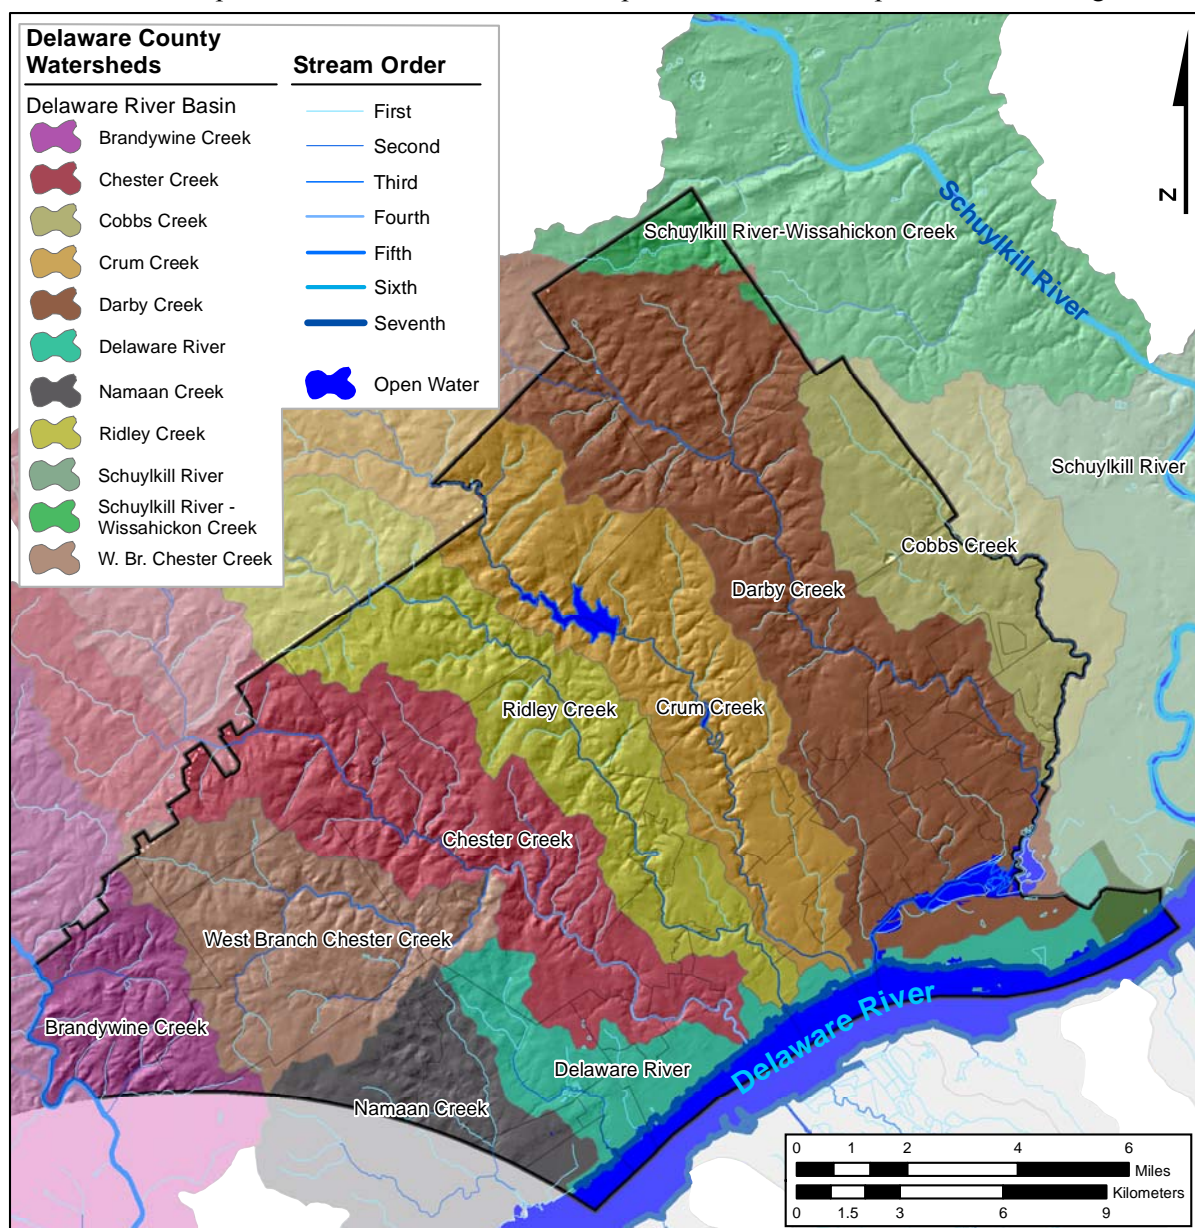 Delaware County
Watersheds
Delaware River Basin
Brandywine Creek
Chester Creek
Cobbs Creek
Crum Creek
Darby Creek
Delaware River
Namaan Creek
Ridley Creek
Schuylkill River
Schuylkill River -
Wissahickon Creek
W. Br. Chester Creek
Stream Order
First
Second
Third
Fourth
Fifth
Sixth
Seventh
Open Water
N
Schuylkill River
Schuylkill River-Wissahickon Creek
Schuylkill River
Cobbs Creek
Darby Creek
Ridley Creek
Crum Creek
Chester Creek
West Branch Chester Creek
Brandywine Creek
Delaware River
Delaware River
Namaan Creek
0 1 2 4 6
Miles
Kilometers
0 1.5 3 6 9